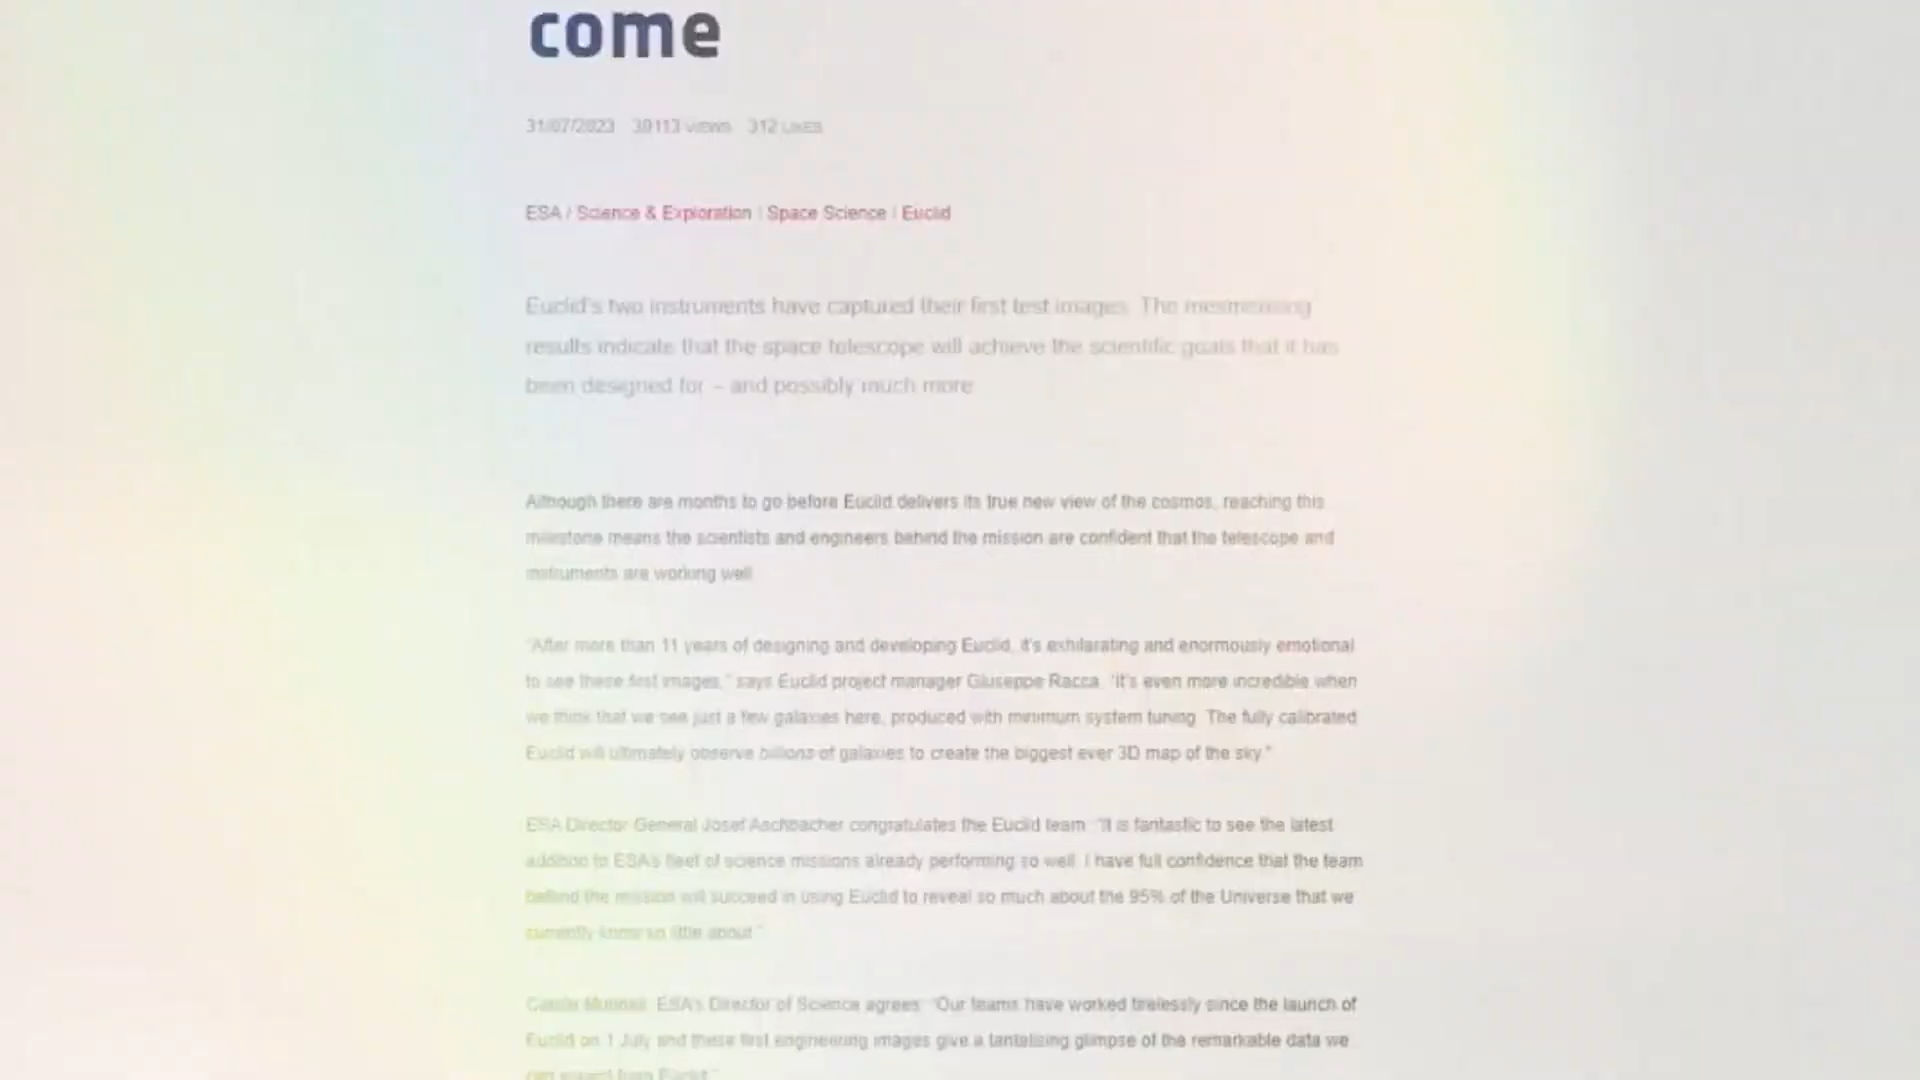 come
31/07/2023 39113 VIEWS 312 LIKES
ESA / Science & Exploration / Space Science / Euclid
Euclid's two instruments have captured their first test images. The mesmerising
results indicate that the space telescope will achieve the scientific goals that it has
been designed for – and possibly much more.
Although there are months to go before Euclid delivers its true new view of the cosmos, reaching this
milestone means the scientists and engineers behind the mission are confident that the telescope and
instruments are working well.
"After more than 11 years of designing and developing Euclid, it's exhilarating and enormously emotional
to see these first images," says Euclid project manager Giuseppe Racca. "It's even more incredible when
we think that we see just a few galaxies here, produced with minimum system tuning. The fully calibrated
Euclid will ultimately observe billions of galaxies to create the biggest ever 3D map of the sky."
ESA Director General Josef Aschbacher congratulates the Euclid team: "It is fantastic to see the latest
addition to ESA's fleet of science missions already performing so well. I have full confidence that the team
behind the mission will succeed in using Euclid to reveal so much about the 95% of the Universe that we
currently know so little about."
Carole Mundell, ESA's Director of Science agrees: "Our teams have worked tirelessly since the launch of
Euclid on 1 July and these first engineering images give a tantalising glimpse of the remarkable data we
can expect from Euclid."